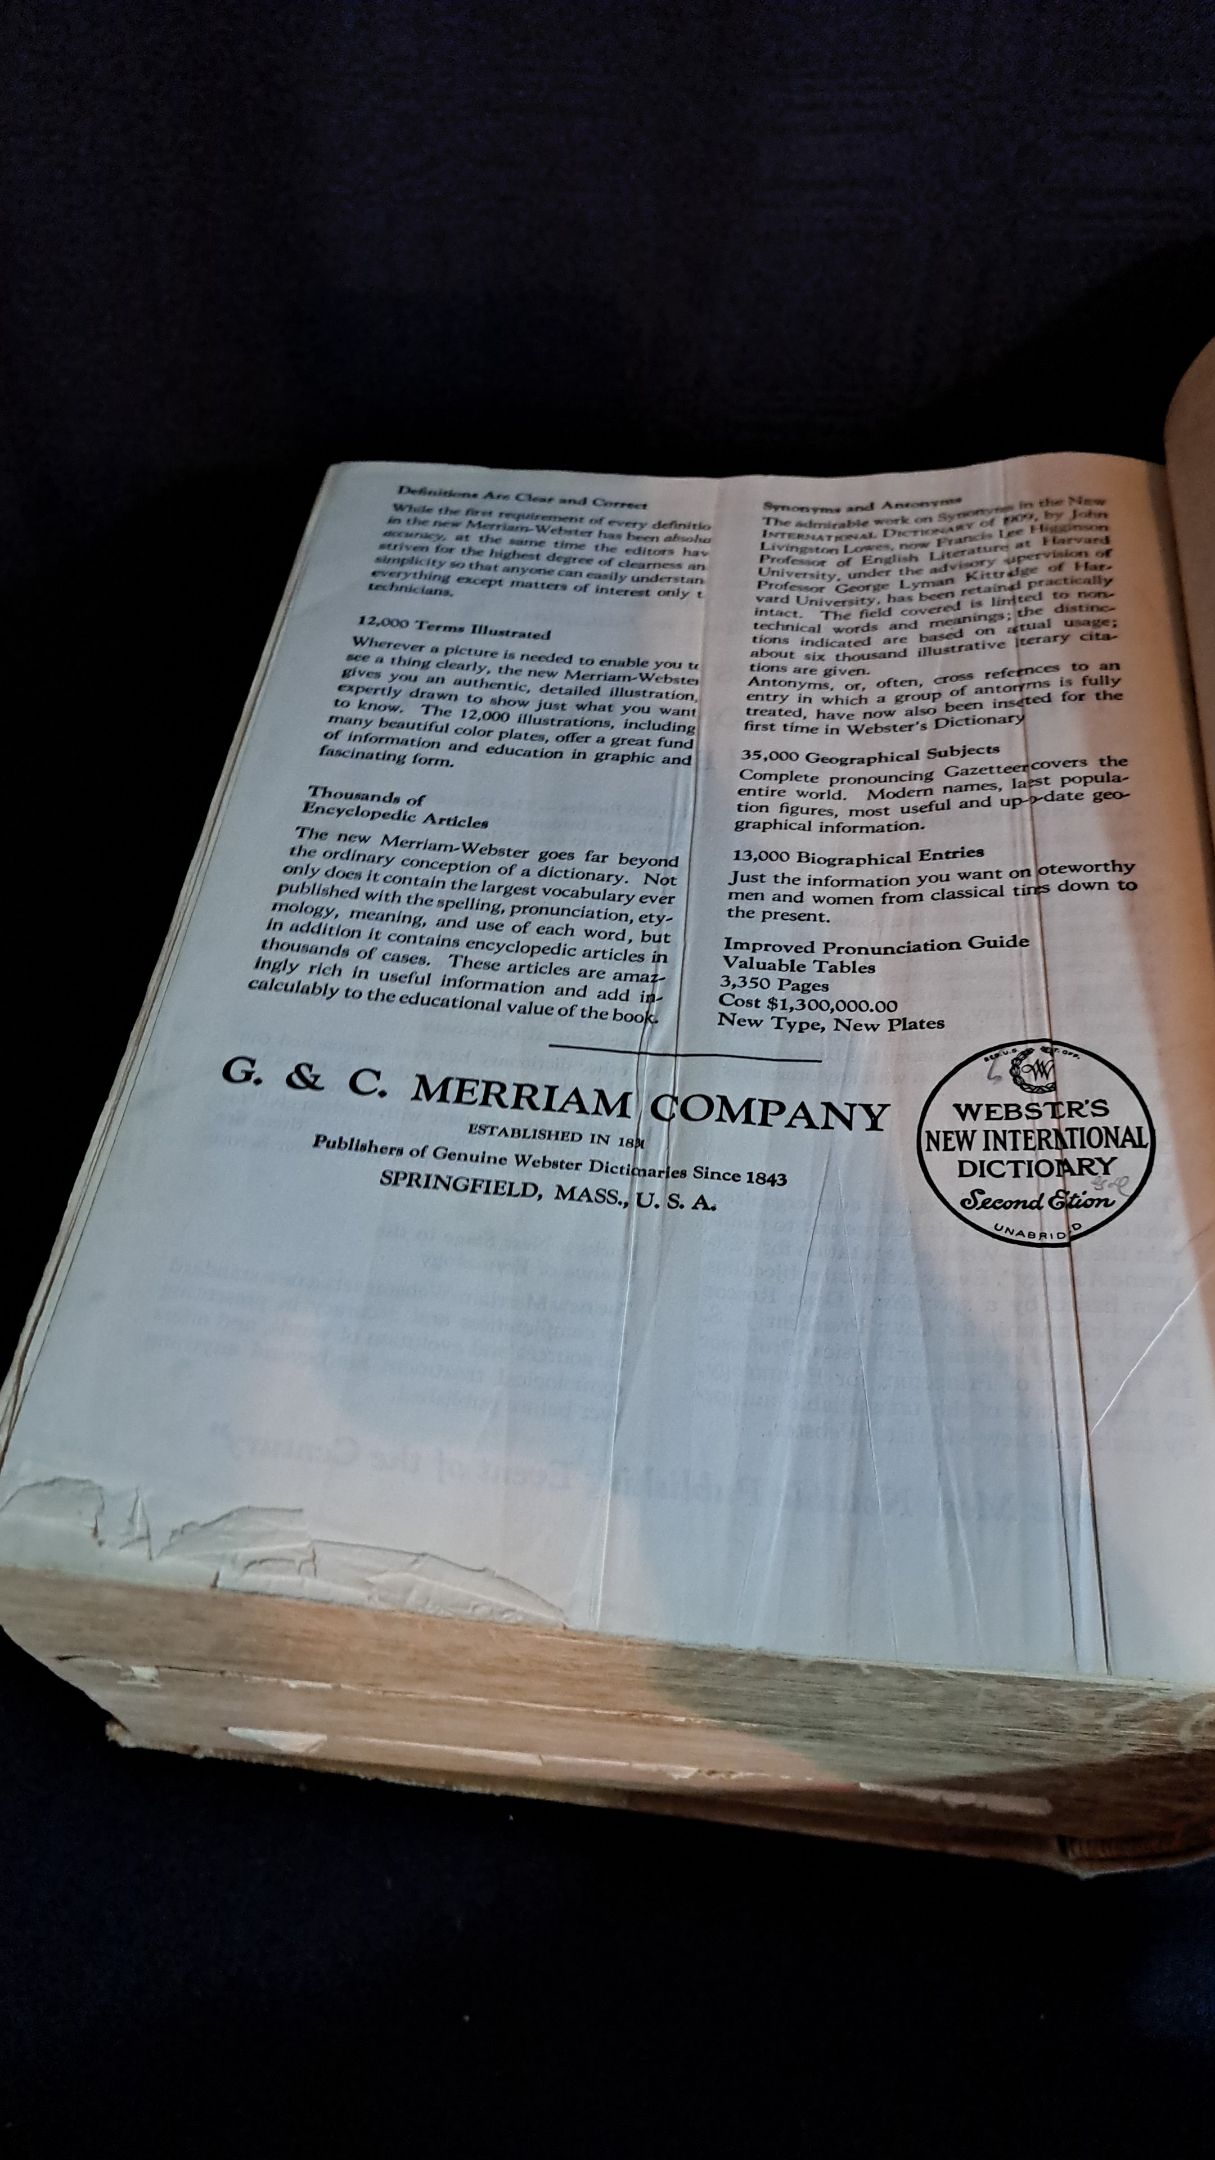 Definitions Are Clear and Correct
While the first requirement of every definitio
in the new Merriam-Webster has been absolu
accuracy, at the same time the editors hav
striven for the highest degree of clearness an
simplicity so that anyone can easily understan
everything except matters of interest only t
technicians.
12,000 Terms Illustrated
Wherever a picture is needed to enable you t
see a thing clearly, the new Merriam-Webster
gives you an authentic, detailed illustration,
expertly drawn to show just what you want
to know. The 12,000 illustrations, including
many beautiful color plates, offer a great fund
of information and education in graphic and
fascinating form.
Thousands of
Encyclopedic Articles
The new Merriam-Webster goes far beyond
the ordinary conception of a dictionary. Not
only does it contain the largest vocabulary ever
published with the spelling, pronunciation, ety-
mology, meaning, and use of each word, but
in addition it contains encyclopedic articles in
thousands of cases. These articles are amaz-
ingly rich in useful information and add in-
calculably to the educational value of the book.
Synonyms and Antonyms
The admirable work on Synonyms in the New
International Dictionary of 1909, by John
Livingston Lowes, now Francis Lee Higginson
Professor of English Literature at Harvard
University, under the advisory supervision of
Professor George Lyman Kittredge of Har-
vard University, has been retained practically
intact. The field covered is limited to non-
technical words and meanings; the distinc-
tions indicated are based on actual usage;
about six thousand illustrative literary cita-
tions are given.
Antonyms, or, often, cross references to an
entry in which a group of antonyms is fully
treated, have now also been inserted for the
first time in Webster's Dictionary
35,000 Geographical Subjects
Complete pronouncing Gazetteer covers the
entire world. Modern names, latest popula-
tion figures, most useful and up-to-date geo-
graphical information.
13,000 Biographical Entries
Just the information you want on noteworthy
men and women from classical times down to
the present.
Improved Pronunciation Guide
Valuable Tables
3,350 Pages
Cost $1,300,000.00
New Type, New Plates
G. & C. MERRIAM COMPANY
ESTABLISHED IN 1831
Publishers of Genuine Webster Dictionaries Since 1843
SPRINGFIELD, MASS., U. S. A.
REG. U.S. PAT. OFF.
W
WEBSTER'S
NEW INTERNATIONAL
DICTIONARY
Second Edition
UNABRIDGED